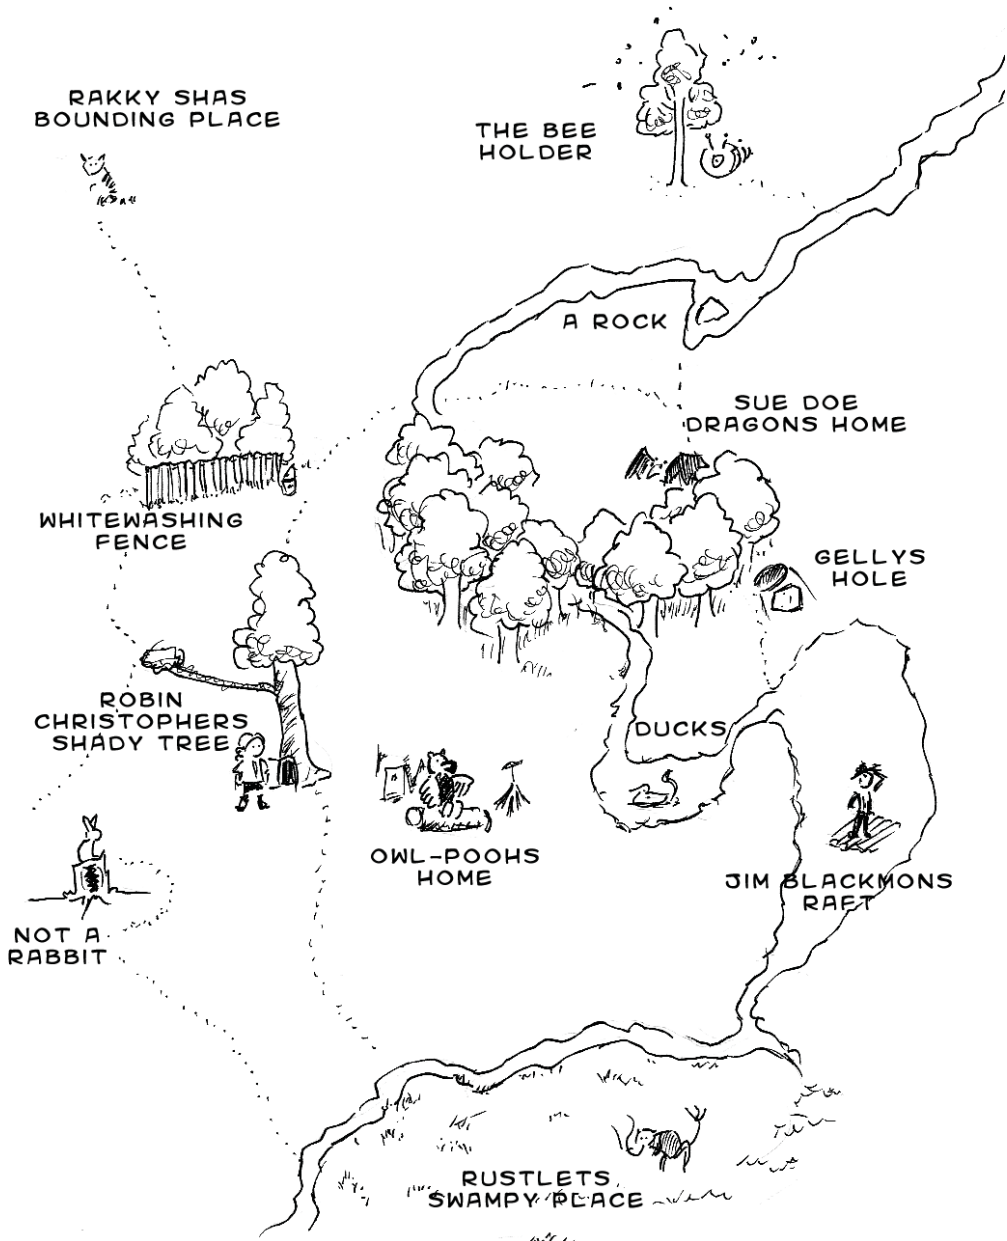 RAKKY SHAS
BOUNDING PLACE
THE BEE
HOLDER
A ROCK
SUE DOE
DRAGONS HOME
WHITEWASHING
FENCE
GELLYS
HOLE
ROBIN
CHRISTOPHERS
SHADY TREE
DUCKS
OWL-POOHS
HOME
JIM BLACKMONS
RAFT
NOT A
RABBIT
RUSTLETS
SWAMPY PLACE